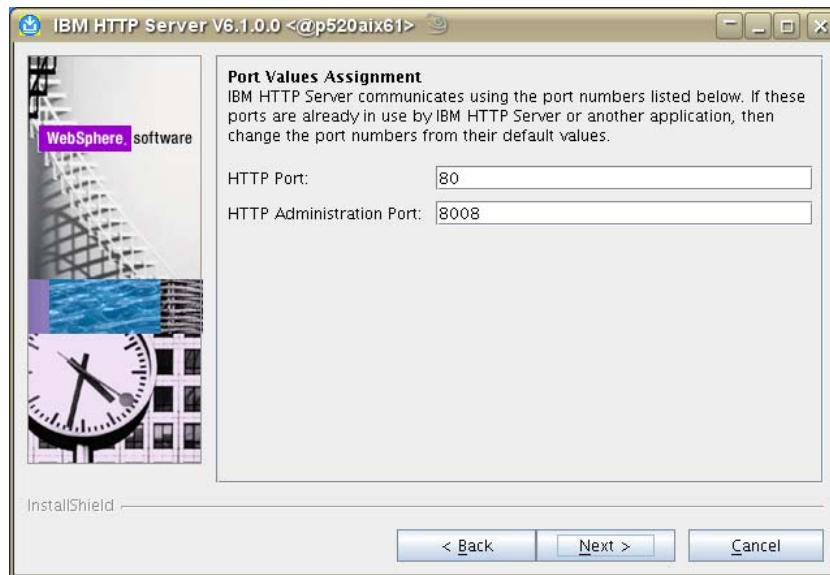 IBM HTTP Server V6.1.0.0 <@p520aix61>
WebSphere. software
Port Values Assignment
IBM HTTP Server communicates using the port numbers listed below. If these
ports are already in use by IBM HTTP Server or another application, then
change the port numbers from their default values.
HTTP Port: 80
HTTP Administration Port: 8008
InstallShield
< Back Next > Cancel